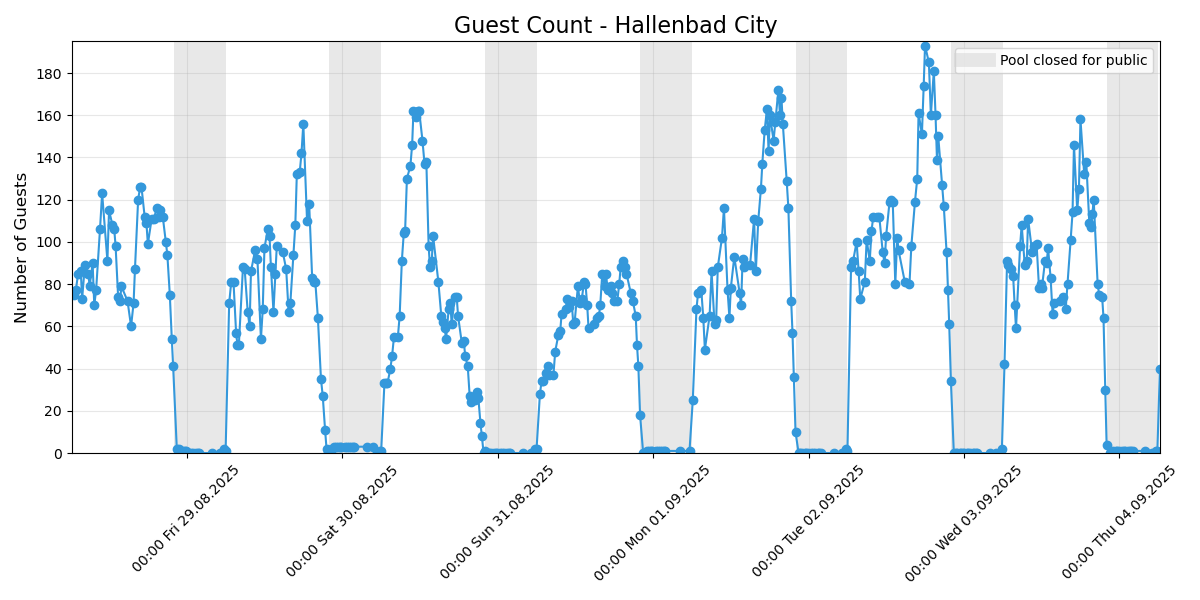 Guest Count - Hallenbad City
Pool closed for public
Number of Guests
180
160
140
120
100
80
60
40
20
0
00:00 Fri 29.08.2025
00:00 Sat 30.08.2025
00:00 Sun 31.08.2025
00:00 Mon 01.09.2025
00:00 Tue 02.09.2025
00:00 Wed 03.09.2025
00:00 Thu 04.09.2025